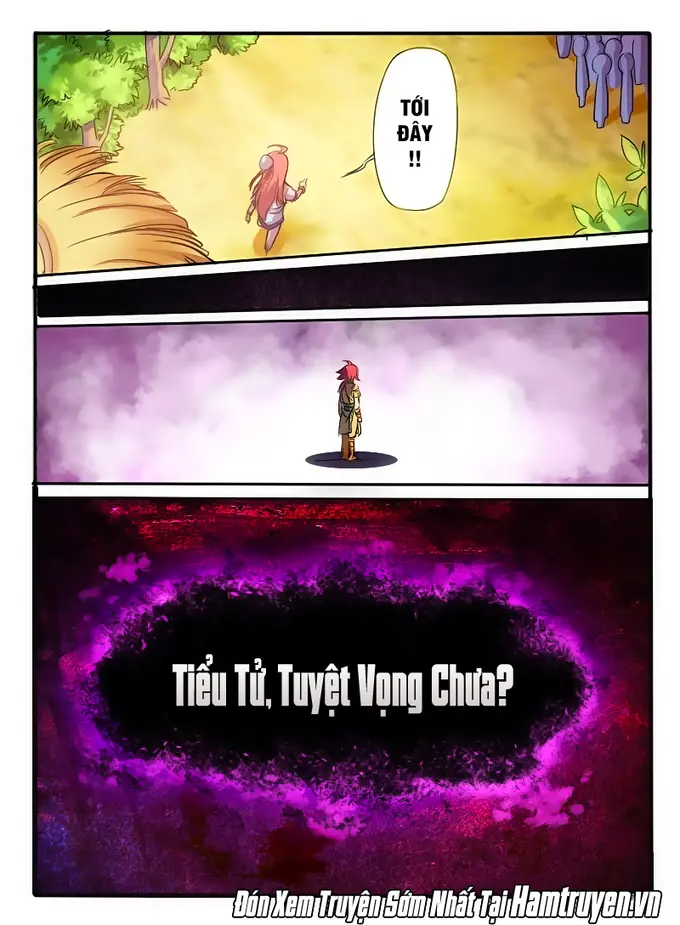 TỚI
ĐÂY
!!
Tiểu Tử, Tuyệt Vọng Chưa?
Đón Xem Truyện Sớm Nhất Tại Hamtruyen.vn